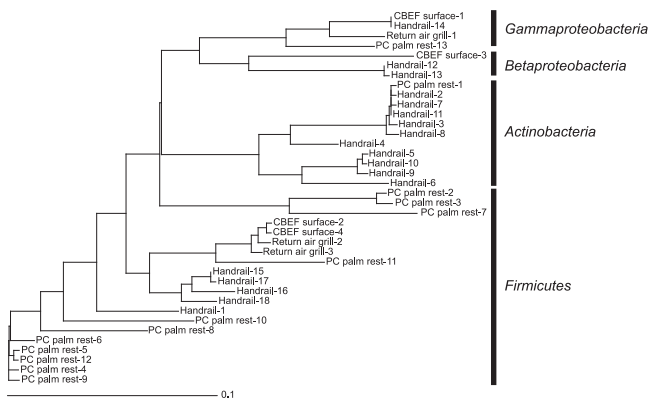 CBEF surface-1
Handrail-14
Return air grill-1
PC palm rest-13
Gammaproteobacteria
CBEF surface-3
Handrail-12
Handrail-13
Betaproteobacteria
PC palm rest-1
Handrail-2
Handrail-7
Handrail-11
Handrail-3
Handrail-8
Handrail-4
Handrail-5
Handrail-10
Handrail-9
Handrail-6
Actinobacteria
PC palm rest-2
PC palm rest-3
PC palm rest-7
CBEF surface-2
CBEF surface-4
Return air grill-2
Return air grill-3
PC palm rest-11
Handrail-15
Handrail-17
Handrail-16
Handrail-18
Handrail-1
PC palm rest-10
PC palm rest-8
PC palm rest-6
PC palm rest-5
PC palm rest-12
PC palm rest-4
PC palm rest-9
Firmicutes
0.1